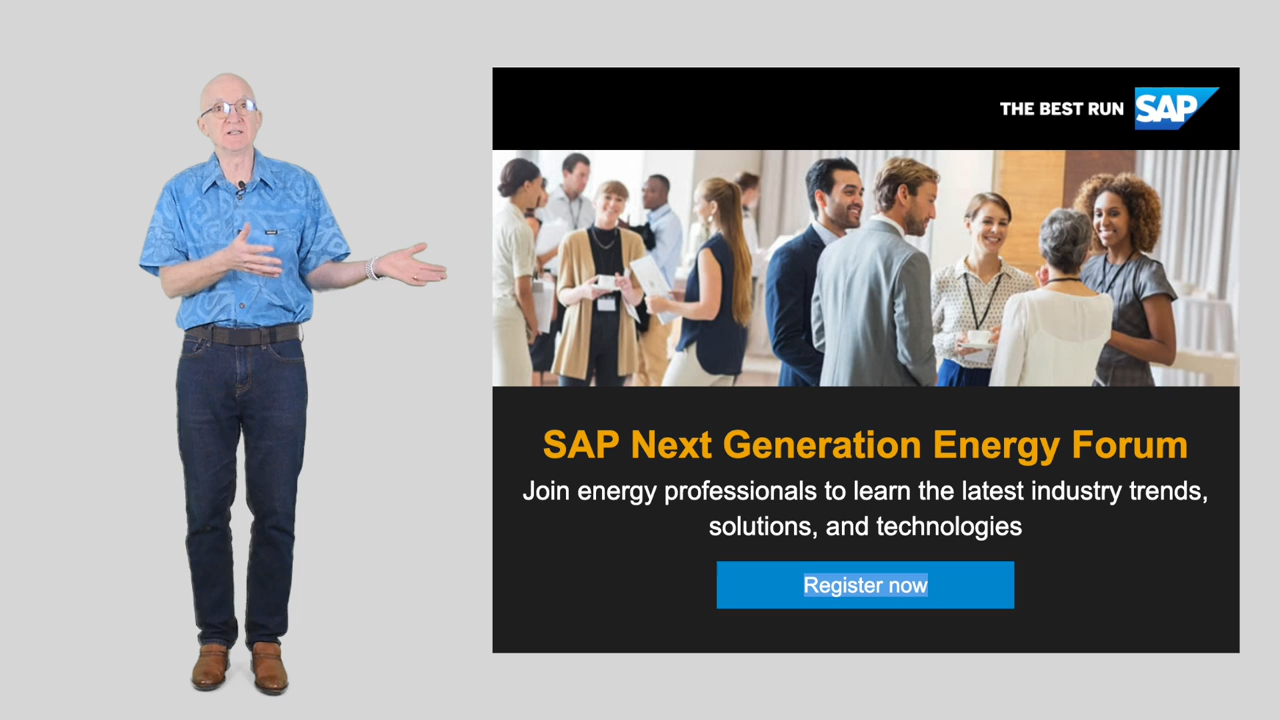 THE BEST RUN SAP
SAP Next Generation Energy Forum
Join energy professionals to learn the latest industry trends,
solutions, and technologies
Register now